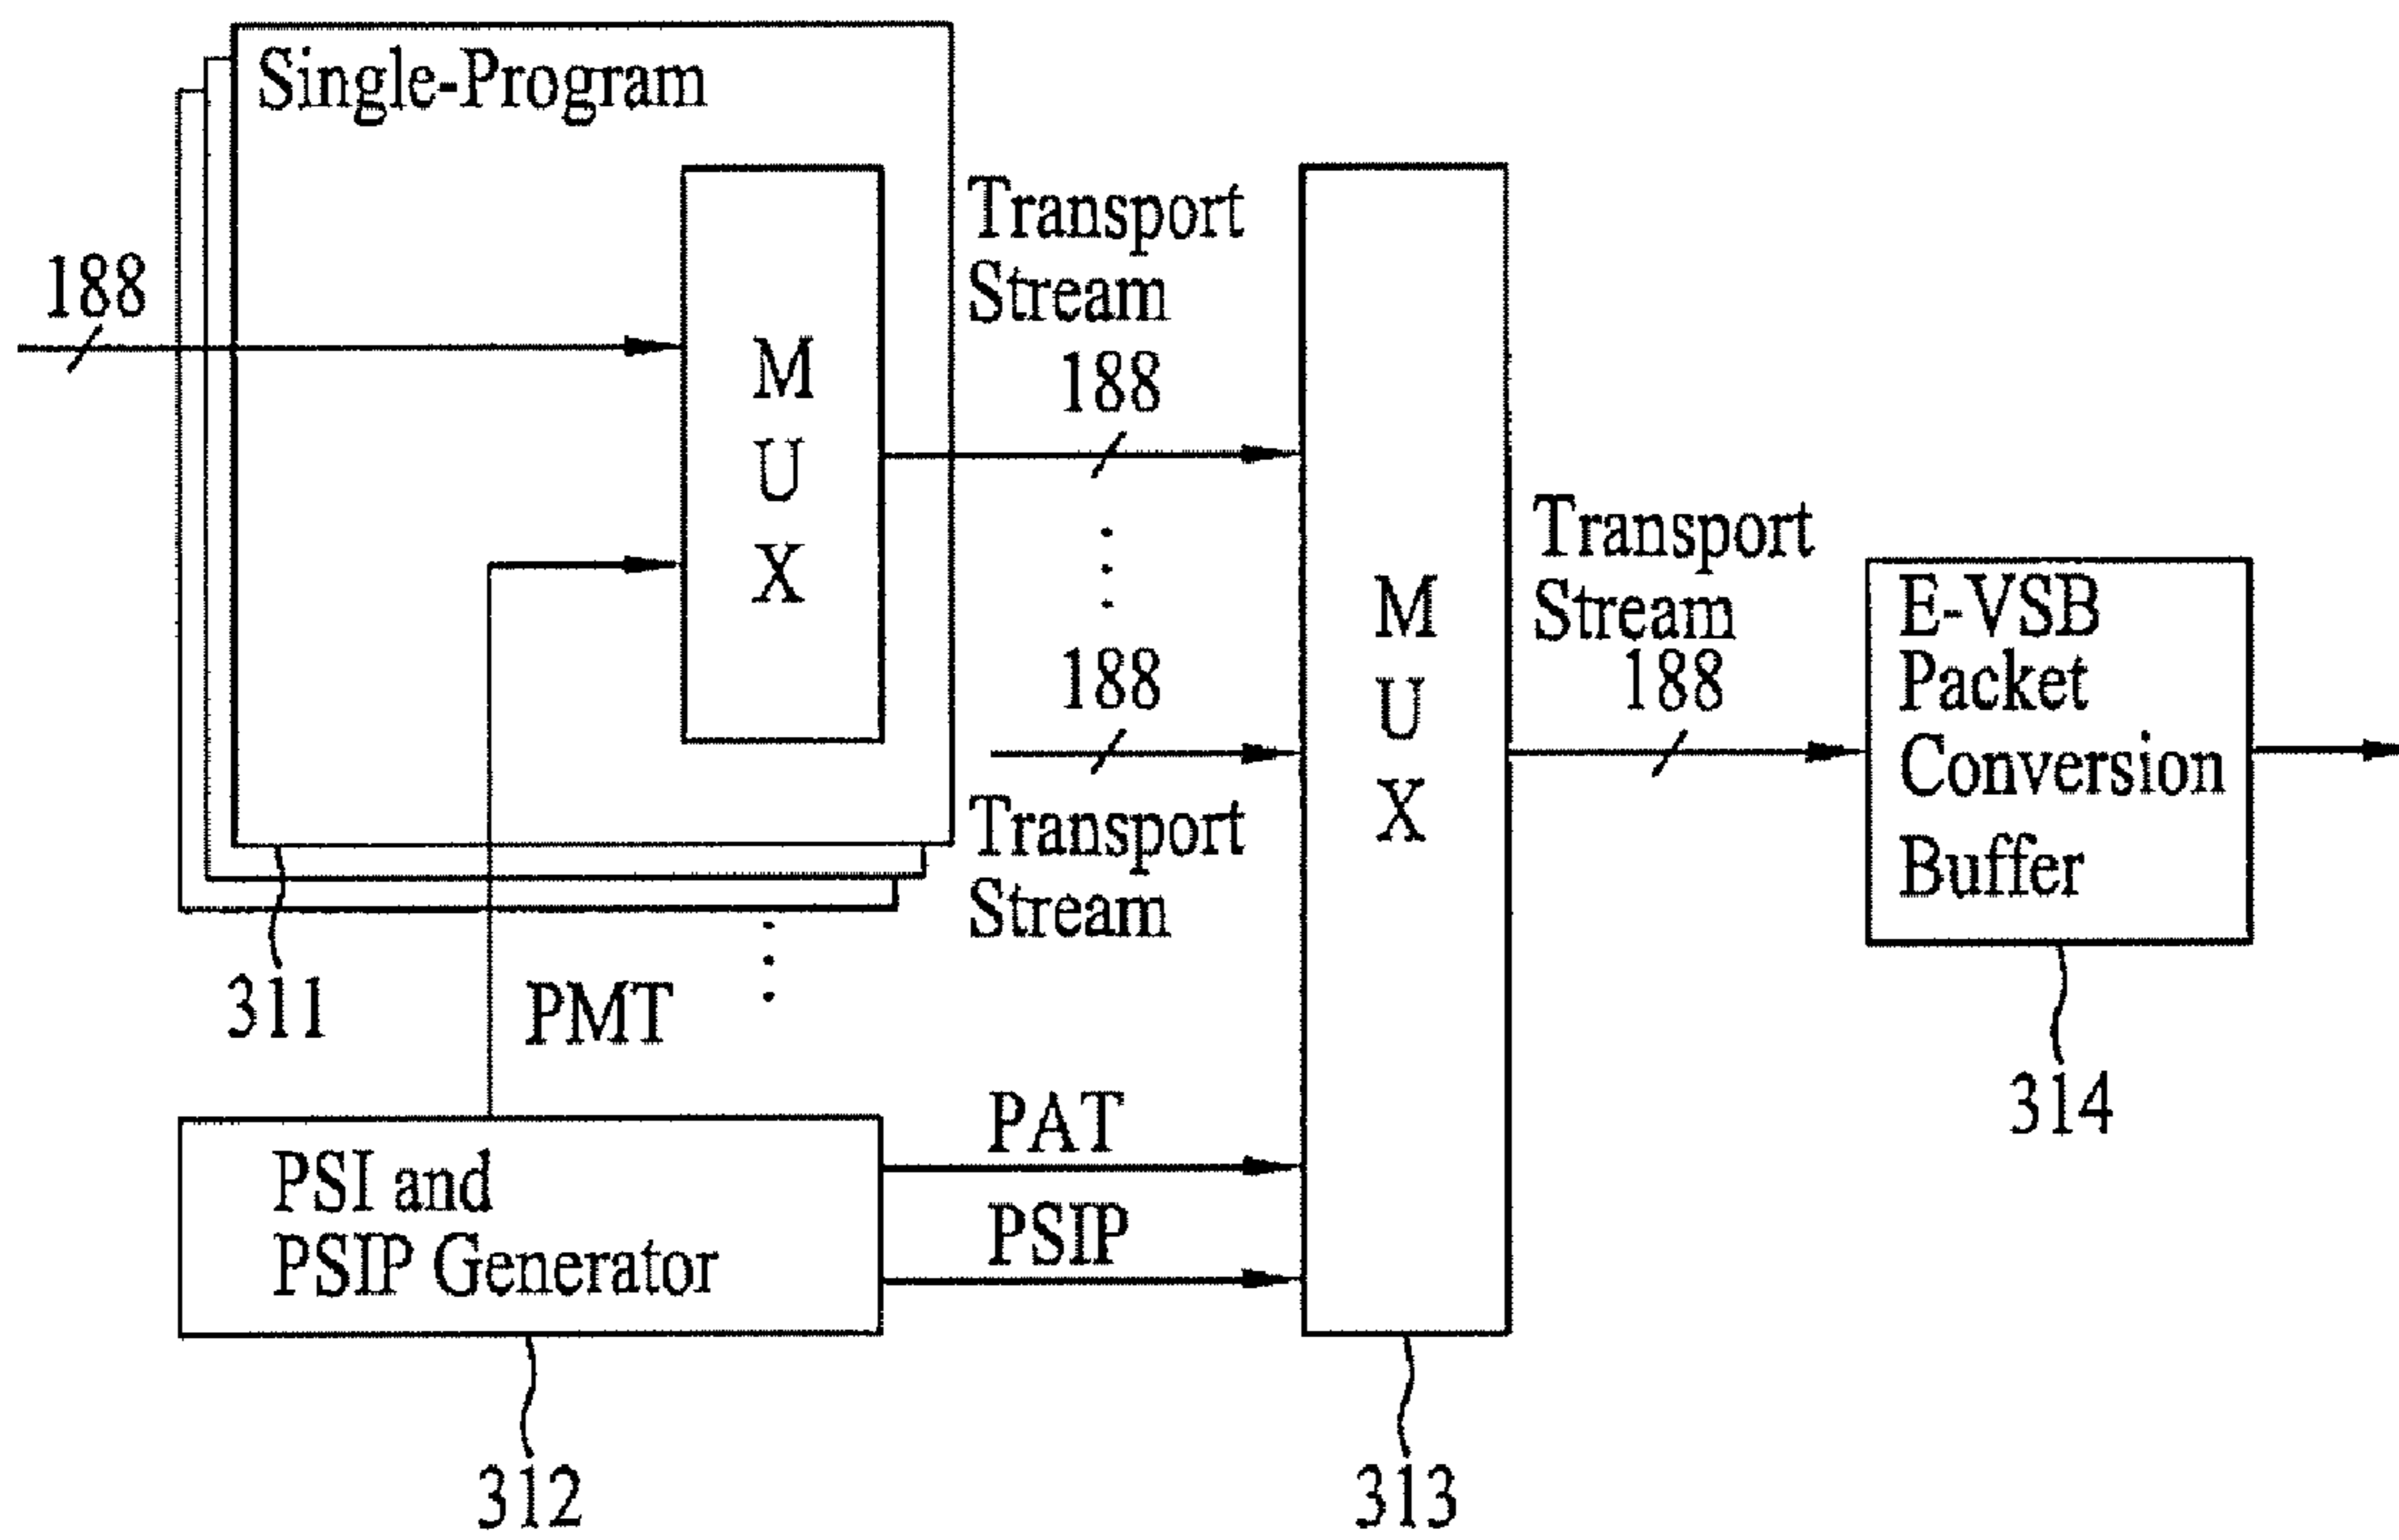 Single-Program
188
M
U
X
Transport
Stream
188
188
Transport
Stream
M
U
X
Transport
Stream
188
E-VSB
Packet
Conversion
Buffer
311
PMT
314
PSI and
PSIP Generator
PAT
PSIP
312
313